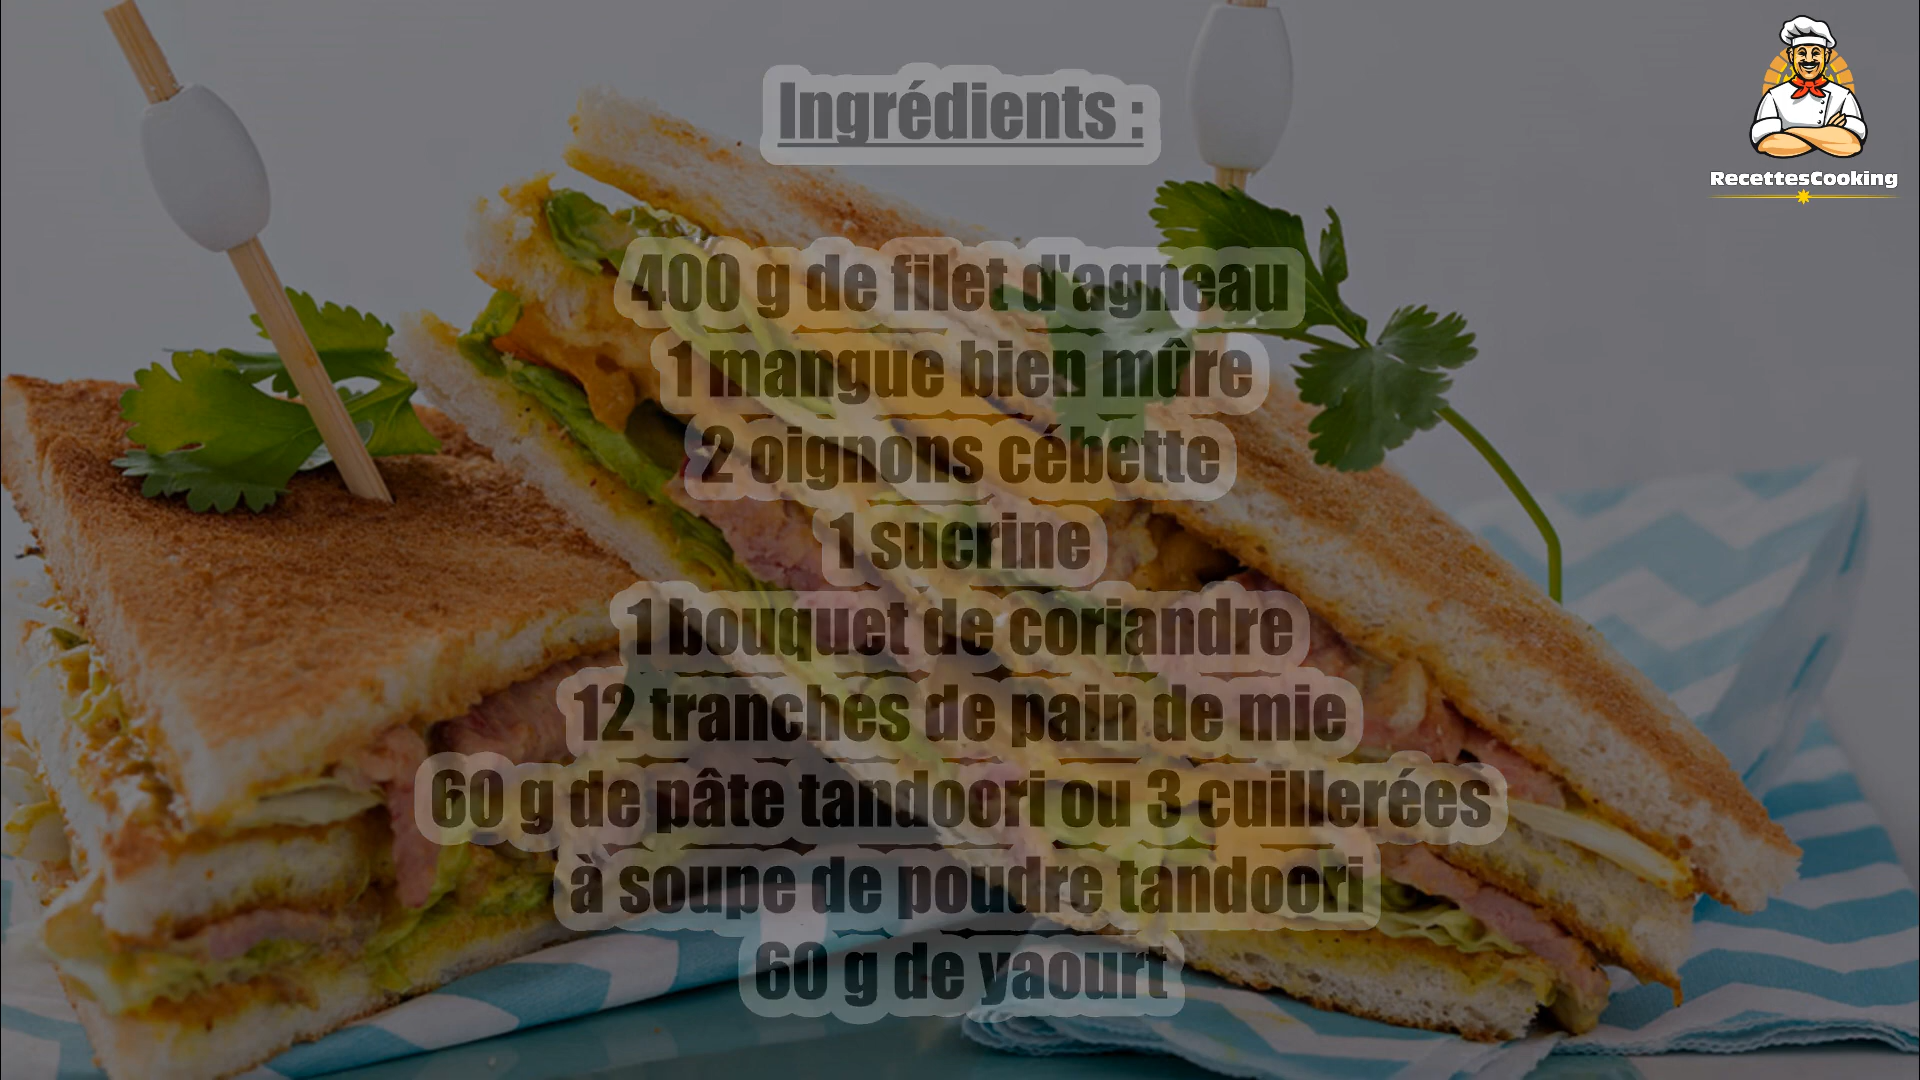 Ingrédients :
RecettesCooking
400 g de filet d'agneau
1 mangue bien mûre
2 oignons cébette
1 sucrine
1 bouquet de coriandre
12 tranches de pain de mie
60 g de pâte tandoori ou 3 cuillerées
à soupe de poudre tandoori
60 g de yaourt